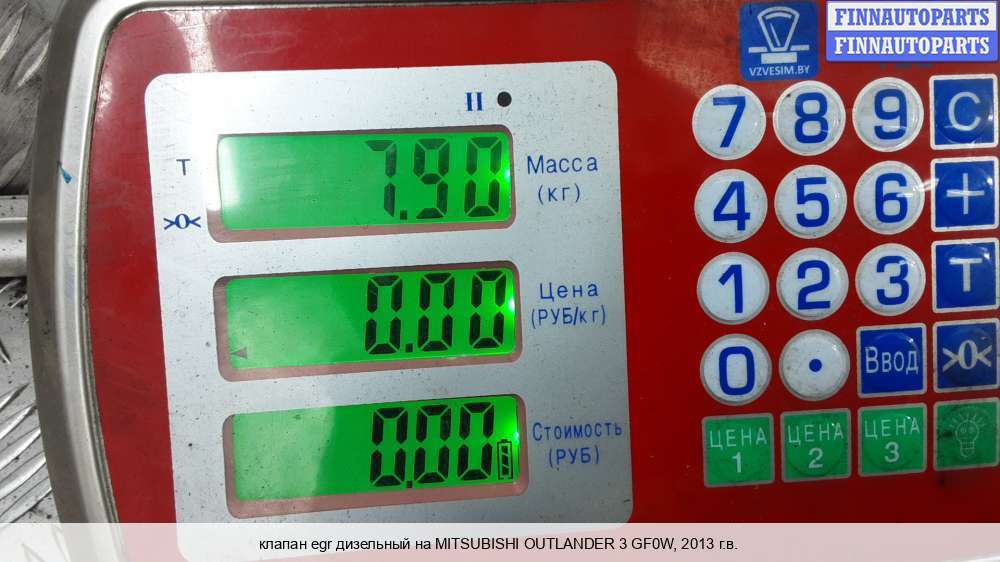 FINNAUTOPARTS
FINNAUTOPARTS
VZVESIM.BY
II
T
7.90
Масса
(кг)
>0<
0.00
Цена
(РУБ/кг)
0.00
Стоимость
(РУБ)
7 8 9 C
4 5 6 +
1 2 3 T
0 . Ввод >0<
ЦЕНА 1 ЦЕНА 2 ЦЕНА 3
клапан egr дизельный на MITSUBISHI OUTLANDER 3 GF0W, 2013 г.в.